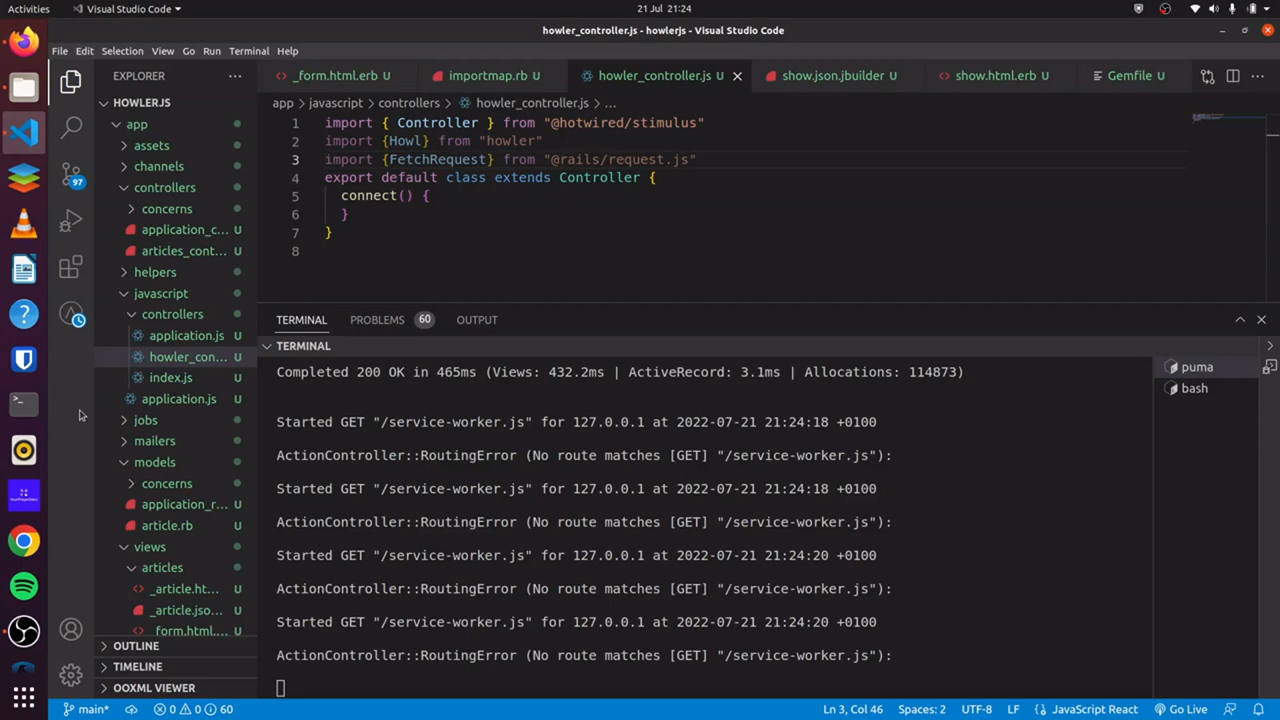 Activities
Visual Studio Code
21 Jul 21:24
howler_controller.js - howlerjs - Visual Studio Code
File Edit Selection View Go Run Terminal Help
EXPLORER
HOWLERJS
app
assets
channels
controllers
concerns
application_c... U
articles_cont... U
helpers
javascript
controllers
application.js U
howler_con... U
index.js U
application.js U
jobs
mailers
models
concerns
application_r... U
article.rb U
views
articles
_article.ht... U
_article.jso... U
_form.html.... U
OUTLINE
TIMELINE
OOXML VIEWER
97
_form.html.erb U
importmap.rb U
howler_controller.js U
show.json.jbuilder U
show.html.erb U
Gemfile U
app > javascript > controllers > howler_controller.js > ...
1 import { Controller } from "@hotwired/stimulus"
2 import {Howl} from "howler"
3 import {FetchRequest} from "@rails/request.js"
4 export default class extends Controller {
5 connect() {
6 }
7 }
8
TERMINAL PROBLEMS 60 OUTPUT
TERMINAL
Completed 200 OK in 465ms (Views: 432.2ms | ActiveRecord: 3.1ms | Allocations: 114873)
Started GET "/service-worker.js" for 127.0.0.1 at 2022-07-21 21:24:18 +0100
ActionController::RoutingError (No route matches [GET] "/service-worker.js"):
Started GET "/service-worker.js" for 127.0.0.1 at 2022-07-21 21:24:18 +0100
ActionController::RoutingError (No route matches [GET] "/service-worker.js"):
Started GET "/service-worker.js" for 127.0.0.1 at 2022-07-21 21:24:20 +0100
ActionController::RoutingError (No route matches [GET] "/service-worker.js"):
Started GET "/service-worker.js" for 127.0.0.1 at 2022-07-21 21:24:20 +0100
ActionController::RoutingError (No route matches [GET] "/service-worker.js"):
puma
bash
main* 0 0 60
Ln 3, Col 46 Spaces: 2 UTF-8 LF JavaScript React Go Live